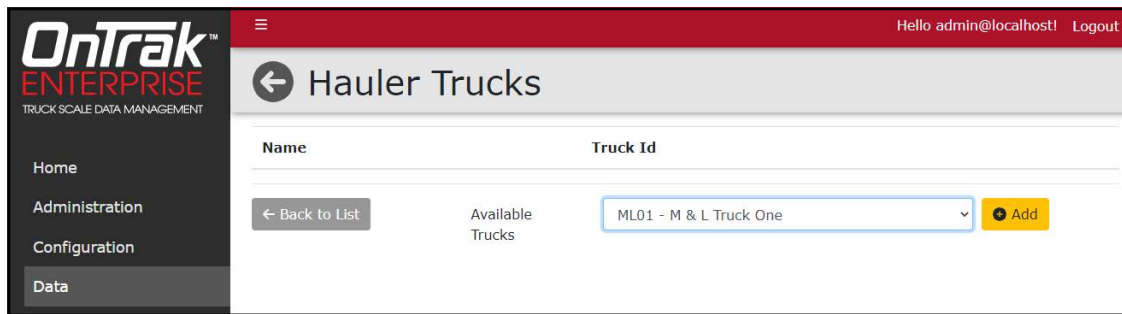 OnTrak™
ENTERPRISE
TRUCK SCALE DATA MANAGEMENT
Home
Administration
Configuration
Data
Hello admin@localhost! Logout
Hauler Trucks
Name Truck Id
← Back to List
Available
Trucks
ML01 - M & L Truck One
Add